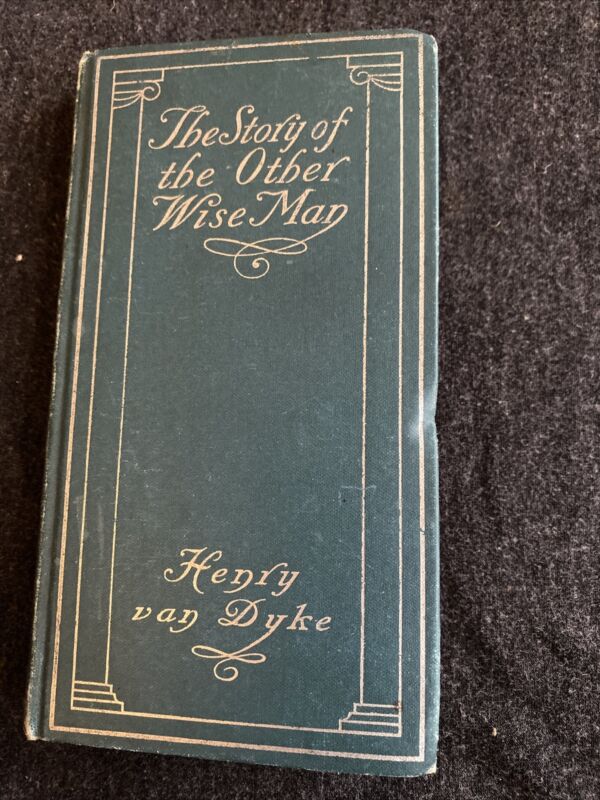 The Story of
the Other
Wise Man
Henry
van Dyke